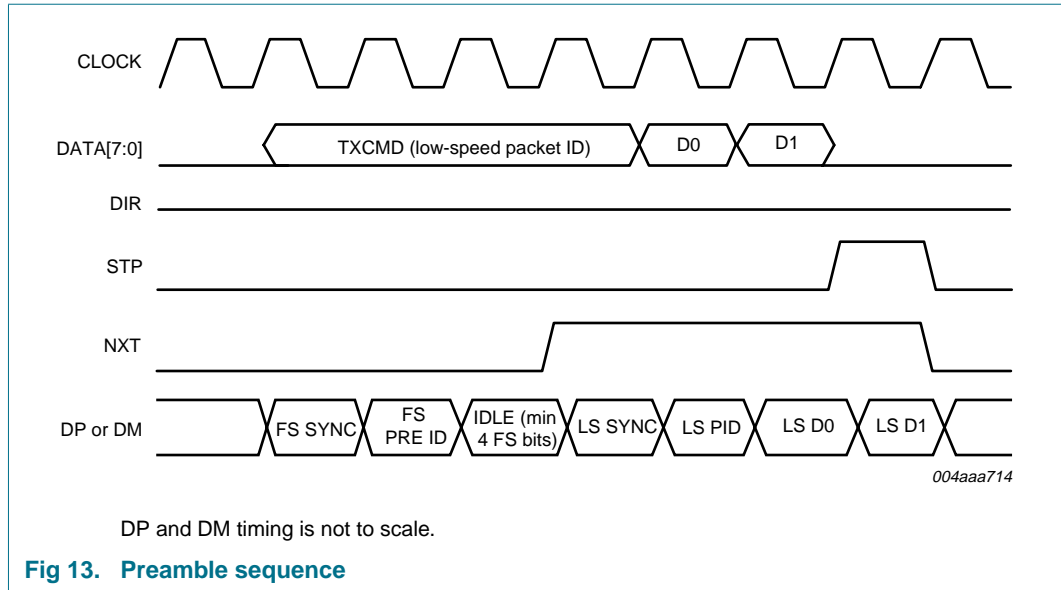 CLOCK
DATA[7:0]
TXCMD (low-speed packet ID)
D0
D1
DIR
STP
NXT
DP or DM
FS SYNC
FS
PRE ID
IDLE (min
4 FS bits)
LS SYNC
LS PID
LS D0
LS D1
004aaa714
DP and DM timing is not to scale.
Fig 13. Preamble sequence